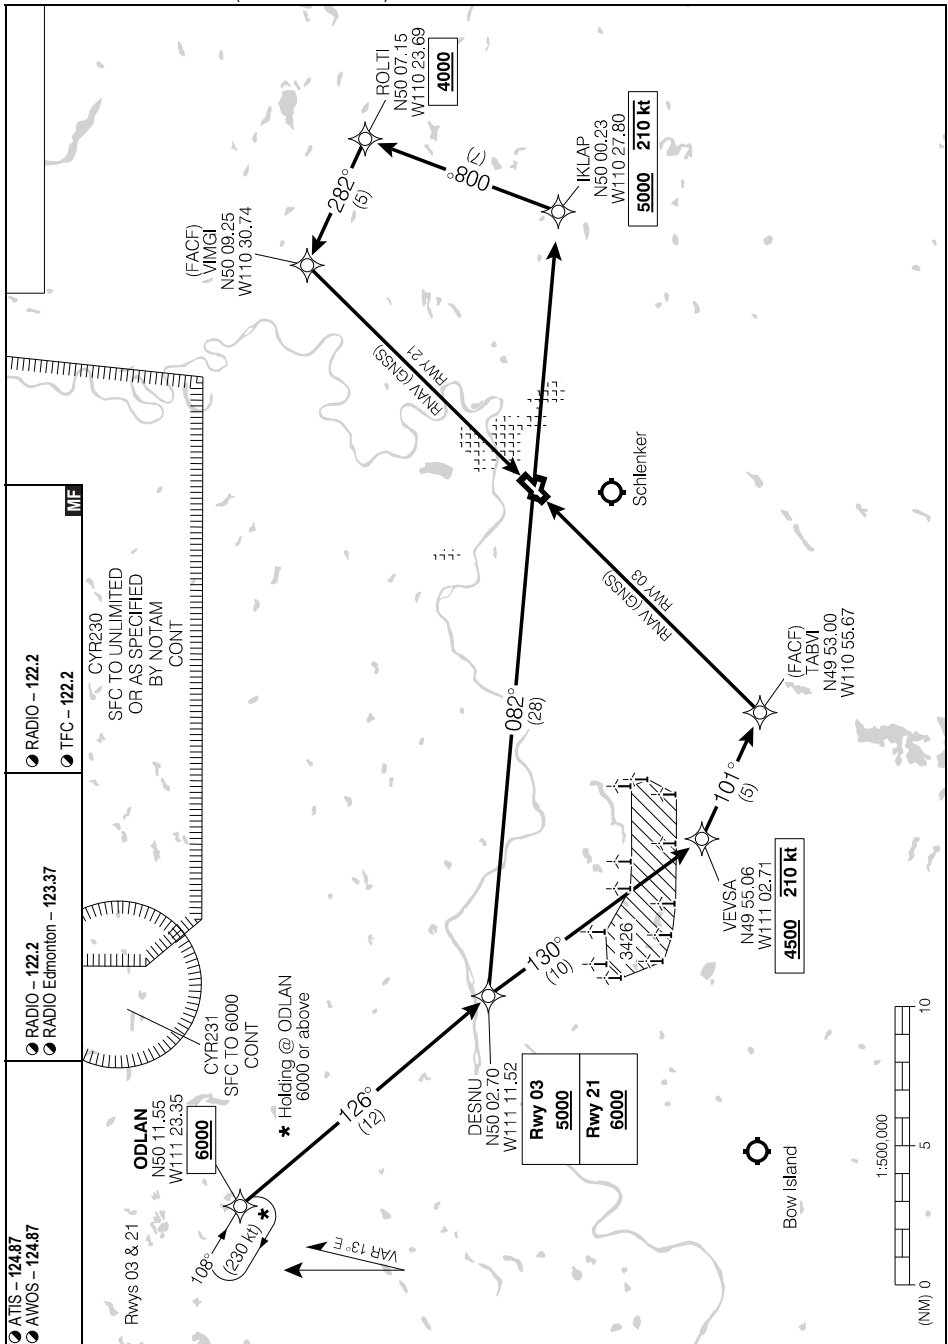 ATIS – 124.87
AWOS – 124.87
RADIO – 122.2
RADIO Edmonton – 123.37
RADIO – 122.2
TFC – 122.2
MF
Rwys 03 & 21
ODLAN
N50 11.55
W111 23.35
6000
108°
(230 kt)
*
* Holding @ ODLAN
6000 or above
VAR 13° E
CYR231
SFC TO 6000
CONT
CYR230
SFC TO UNLIMITED
OR AS SPECIFIED
BY NOTAM
CONT
126°
(12)
DESNU
N50 02.70
W111 11.52
Rwy 03
5000
Rwy 21
6000
082°
(28)
130°
(10)
3426
VEVSA
N49 55.06
W111 02.71
4500 210 kt
101°
(5)
(FACF)
TABVI
N49 53.00
W110 55.67
RNAV (GNSS)
RWY 03
Schlenker
RNAV (GNSS)
RWY 21
(FACF)
VIMGI
N50 09.25
W110 30.74
282°
(5)
ROLTI
N50 07.15
W110 23.69
4000
008°
(7)
IKLAP
N50 00.23
W110 27.80
5000 210 kt
Bow Island
1:500,000
(NM) 0 5 10